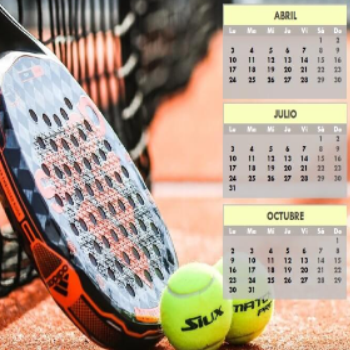 ABRIL
Lu Ma Mi Ju Vi Sá Do
1 2
3 4 5 6 7 8 9
10 11 12 13 14 15 16
17 18 19 20 21 22 23
24 25 26 27 28 29 30
JULIO
Lu Ma Mi Ju Vi Sá Do
1 2
3 4 5 6 7 8 9
10 11 12 13 14 15 16
17 18 19 20 21 22 23
24 25 26 27 28 29 30
31
OCTUBRE
Lu Ma Mi Ju Vi Sá Do
1
2 3 4 5 6 7 8
9 10 11 12 13 14 15
16 17 18 19 20 21 22
23 24 25 26 27 28 29
30 31
adidas
SIUX
MATCH
PRO